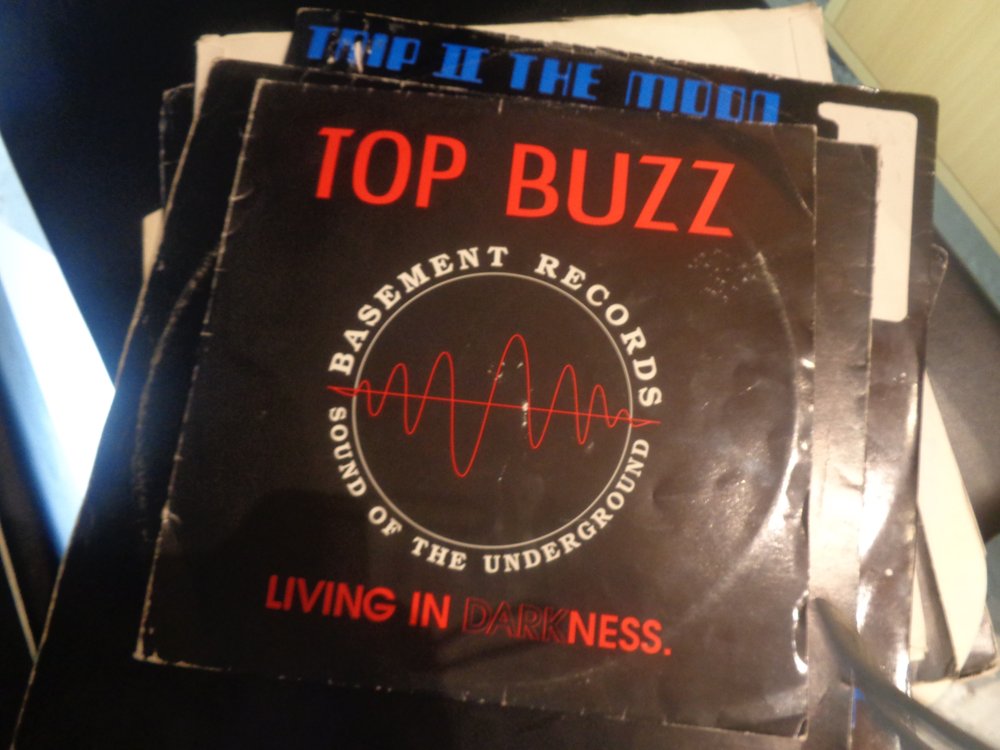 TRIP II THE MOON
TOP BUZZ
BASEMENT RECORDS
SOUND OF THE UNDERGROUND
LIVING IN DARKNESS.